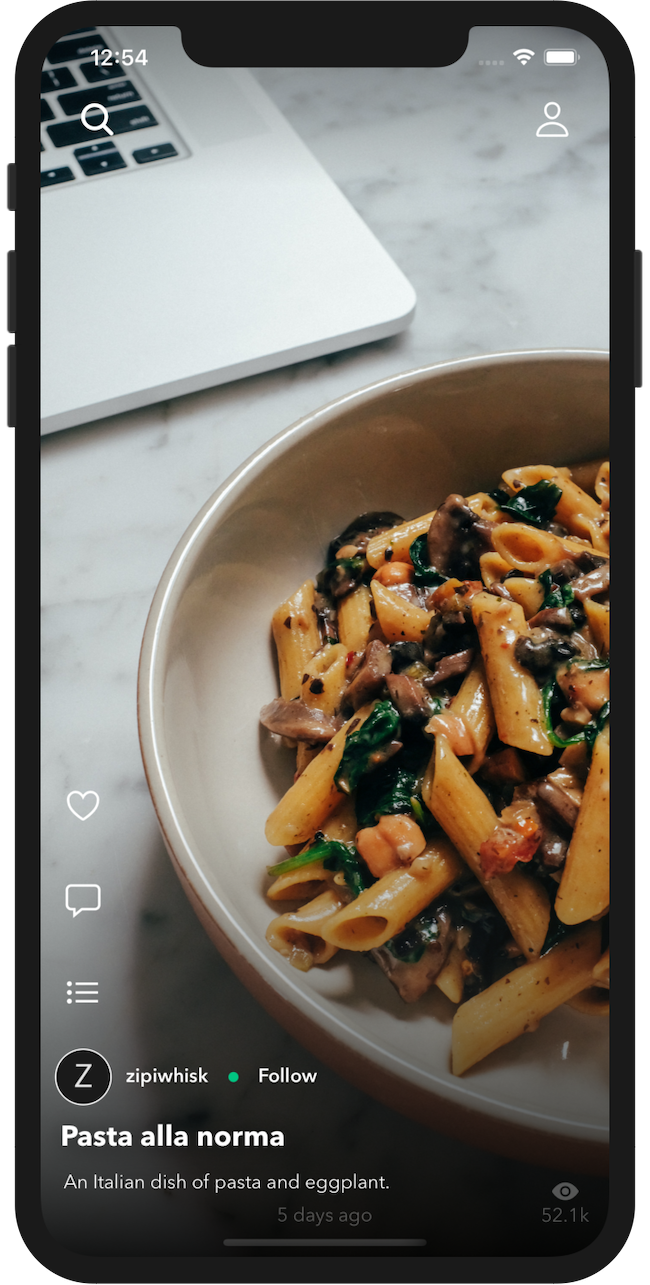 12:54
Z
zipiwhisk • Follow
Pasta alla norma
An Italian dish of pasta and eggplant.
5 days ago
52.1k